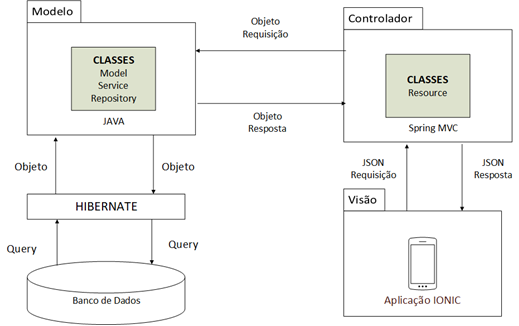 Modelo
CLASSES
Model
Service
Repository
JAVA
Objeto
Requisição
Objeto
Resposta
Controlador
CLASSES
Resource
Spring MVC
Objeto
Objeto
HIBERNATE
Query
Query
Banco de Dados
JSON
Requisição
JSON
Resposta
Visão
Aplicação IONIC